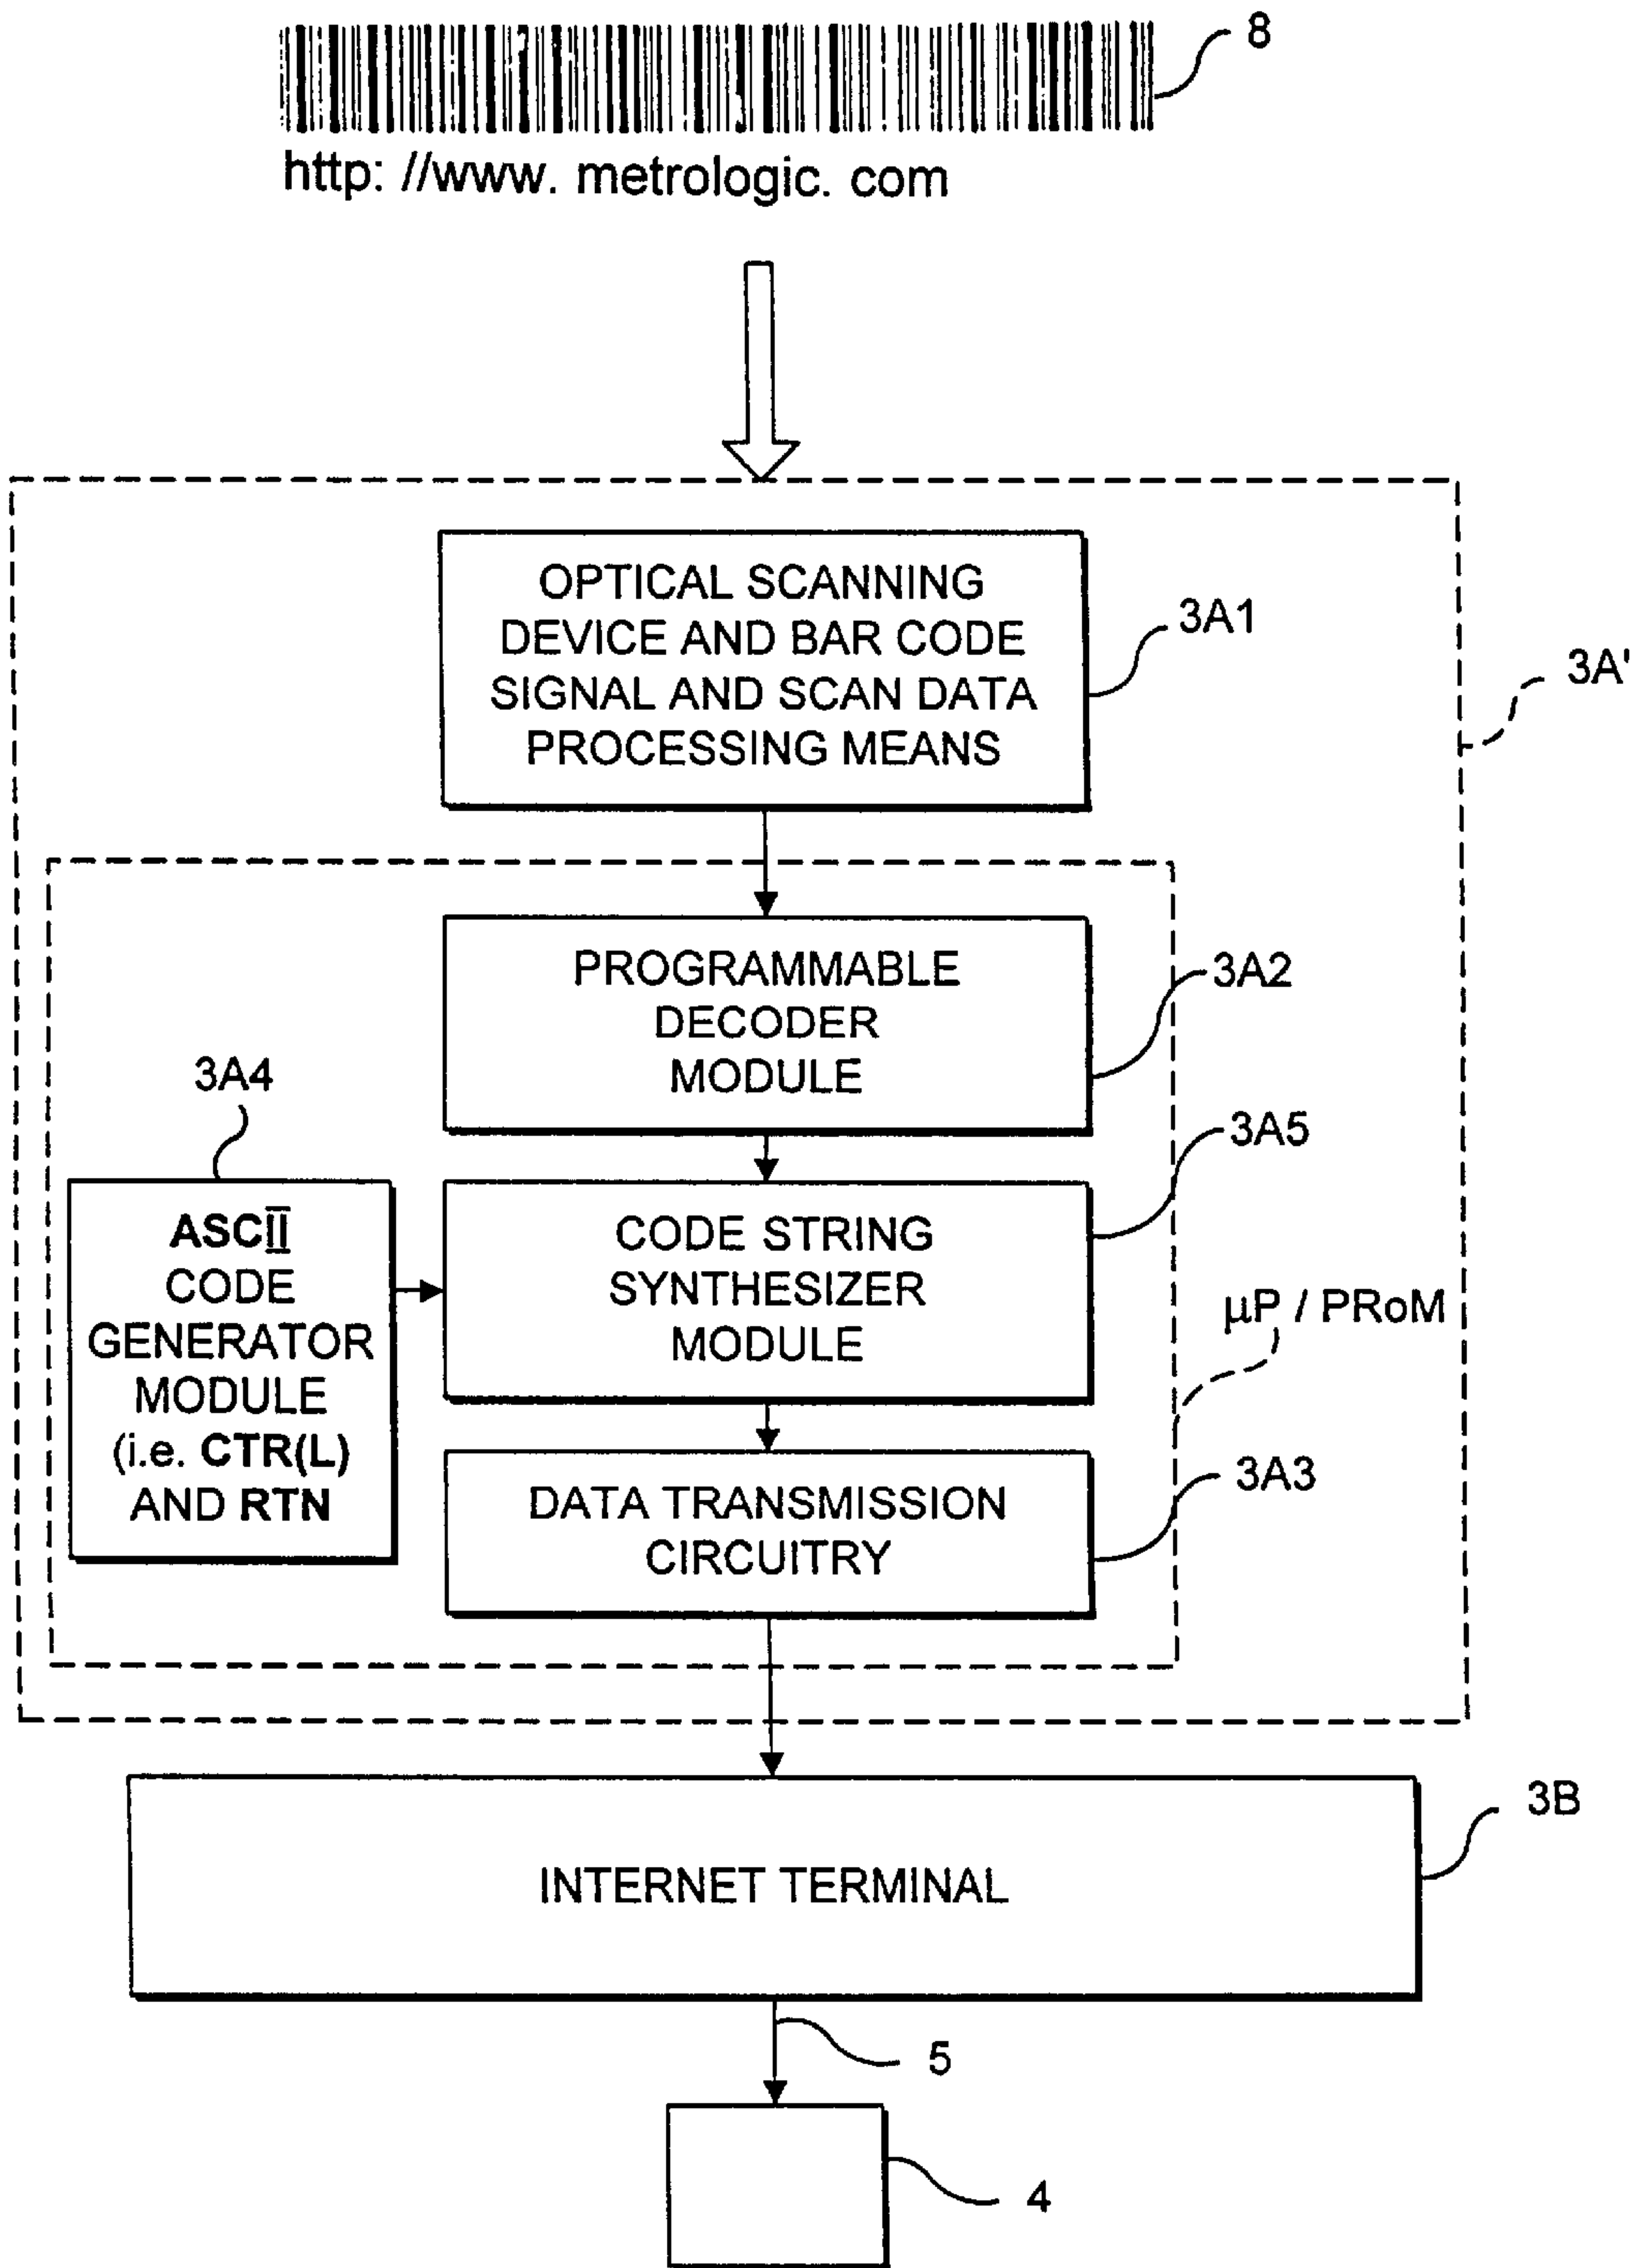 8
http: //www. metrologic. com
OPTICAL SCANNING
DEVICE AND BAR CODE
SIGNAL AND SCAN DATA
PROCESSING MEANS
3A1
3A'
PROGRAMMABLE
DECODER
MODULE
3A2
3A4
3A5
ASCII
CODE
GENERATOR
MODULE
(i.e. CTR(L)
AND RTN
CODE STRING
SYNTHESIZER
MODULE
µP / PRoM
DATA TRANSMISSION
CIRCUITRY
3A3
INTERNET TERMINAL
3B
5
4